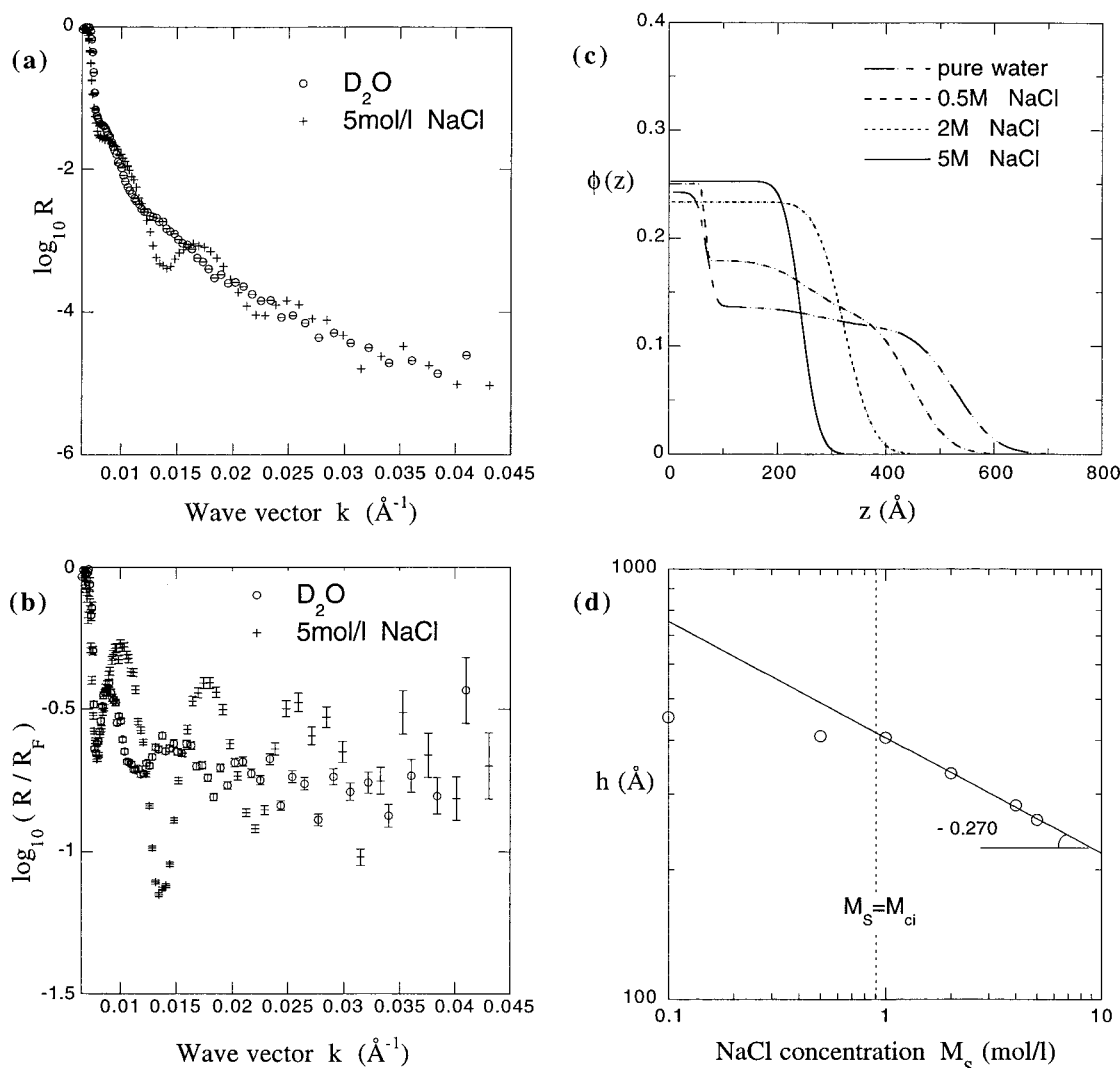 (a)
0
-2
-4
-6
log₁₀ R
D₂O
5mol/l NaCl
0.01 0.015 0.02 0.025 0.03 0.035 0.04 0.045
Wave vector k (Å⁻¹)
(b)
0
-0.5
-1
-1.5
log₁₀ (R / R_F)
D₂O
5mol/l NaCl
0.01 0.015 0.02 0.025 0.03 0.035 0.04 0.045
Wave vector k (Å⁻¹)
(c)
0.4
0.3
ϕ(z)
0.2
0.1
0
pure water
0.5M NaCl
2M NaCl
5M NaCl
0 200 400 600 800
z (Å)
(d)
1000
h (Å)
100
- 0.270
M_S=M_ci
0.1 1 10
NaCl concentration M_s (mol/l)